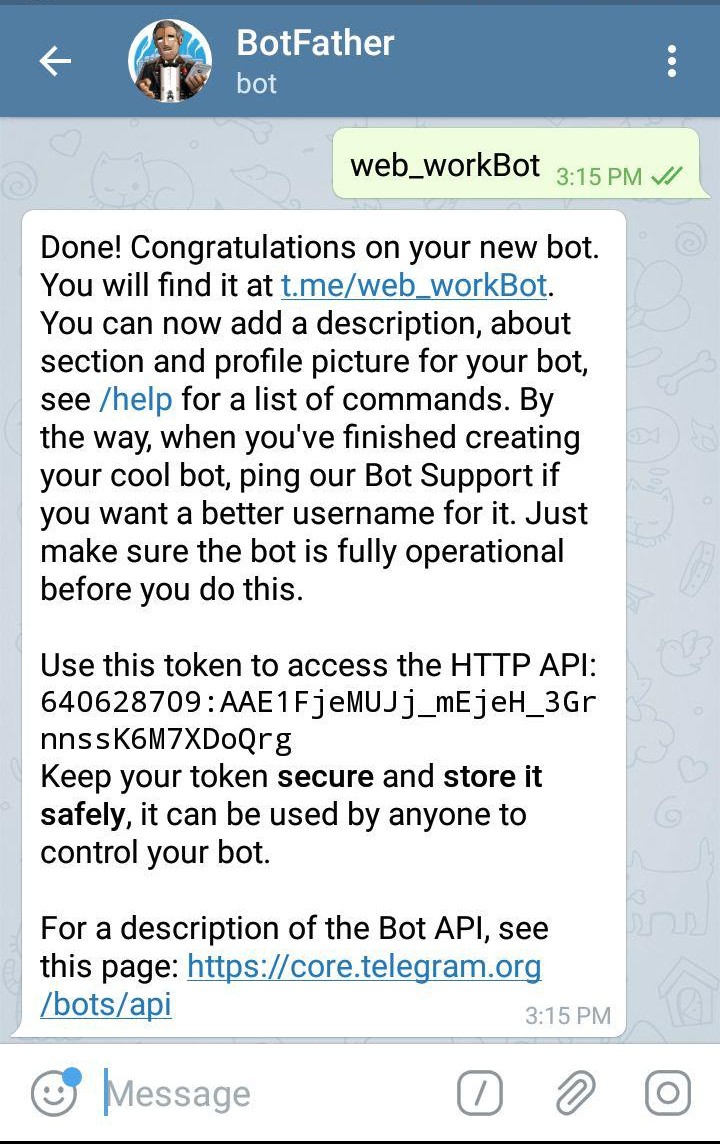 BotFather
bot
web_workBot 3:15 PM
Done! Congratulations on your new bot.
You will find it at t.me/web_workBot.
You can now add a description, about
section and profile picture for your bot,
see /help for a list of commands. By
the way, when you've finished creating
your cool bot, ping our Bot Support if
you want a better username for it. Just
make sure the bot is fully operational
before you do this.
Use this token to access the HTTP API:
640628709:AAE1FjeMUJj_mEjeH_3Gr
nnssK6M7XDoQrg
Keep your token secure and store it
safely, it can be used by anyone to
control your bot.
For a description of the Bot API, see
this page: https://core.telegram.org
/bots/api
3:15 PM
Message